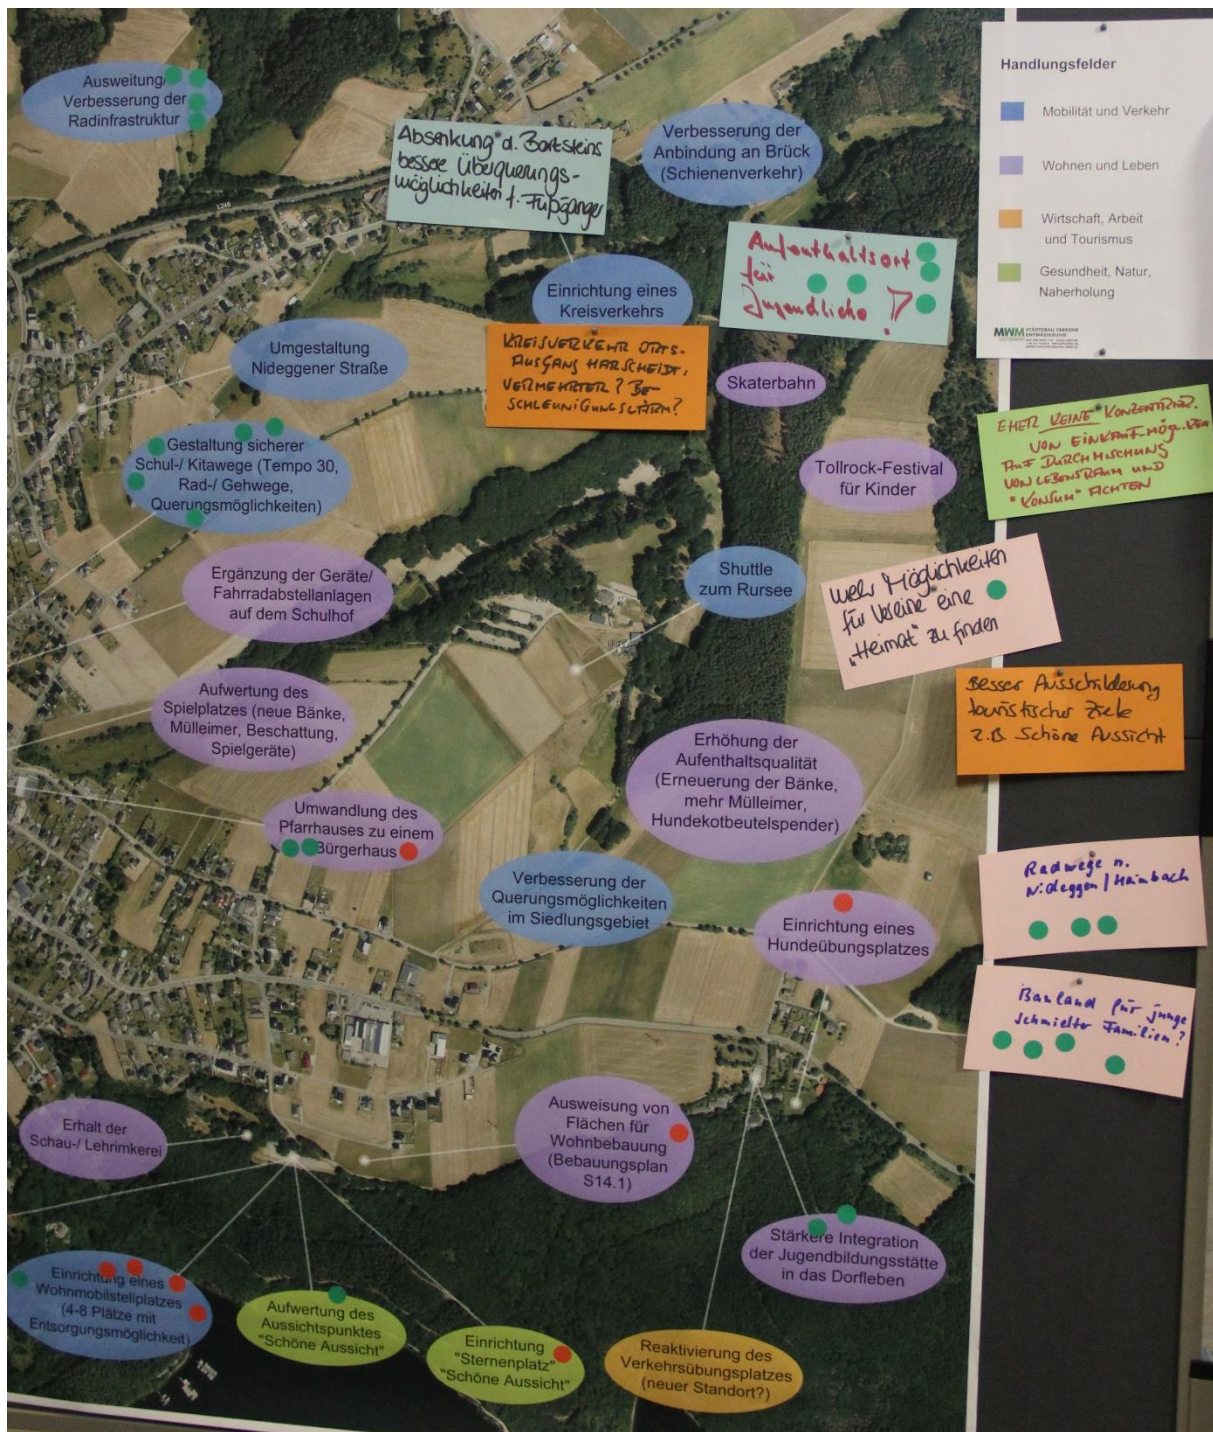 Ausweitung/
Verbesserung der
Radinfrastruktur
Absenkung d. Bortsteins
bessere Überquerungs-
möglichkeiten f. Fußgänger
Verbesserung der
Anbindung an Brück
(Schienenverkehr)
Handlungsfelder
Mobilität und Verkehr
Wohnen und Leben
Wirtschaft, Arbeit
und Tourismus
Gesundheit, Natur,
Naherholung
MWM STÄDTEBAU VERKEHR
ENTWÄSSERUNG
L246
Aufenthaltsort
für
Jugendliche!?
Einrichtung eines
Kreisverkehrs
KREISVERKEHR ORTS-
AUSGANG HARSCHEIDT,
VERMEHRTER? BE-
SCHLEUNIGUNGSLÄRM?
Umgestaltung
Nideggener Straße
Skaterbahn
EHER KEINE KONZENTRAT.
VON EINKAUF-MÖGL.
AUF DURCHMISCHUNG
VON LEBENSRAUM UND
"KONSUM" ACHTEN
Gestaltung sicherer
Schul-/ Kitawege (Tempo 30,
Rad-/ Gehwege,
Querungsmöglichkeiten)
Tollrock-Festival
für Kinder
Ergänzung der Geräte/
Fahrradabstellanlagen
auf dem Schulhof
Shuttle
zum Rursee
mehr Möglichkeiten
für Vereine eine
„Heimat" zu finden
Aufwertung des
Spielplatzes (neue Bänke,
Mülleimer, Beschattung,
Spielgeräte)
Besser Ausschilderung
touristischer Ziele
z.B. Schöne Aussicht
Erhöhung der
Aufenthaltsqualität
(Erneuerung der Bänke,
mehr Mülleimer,
Hundekotbeutelspender)
Umwandlung des
Pfarrhauses zu einem
Bürgerhaus
Verbesserung der
Querungsmöglichkeiten
im Siedlungsgebiet
Radwege n.
Nideggen / Haimbach
Einrichtung eines
Hundeübungsplatzes
Bauland für junge
Schmidter Familien?
Erhalt der
Schau-/ Lehrimkerei
Ausweisung von
Flächen für
Wohnbebauung
(Bebauungsplan
S14.1)
Stärkere Integration
der Jugendbildungsstätte
in das Dorfleben
Einrichtung eines
Wohnmobilstellplatzes
(4-8 Plätze mit
Entsorgungsmöglichkeit)
Aufwertung des
Aussichtspunktes
"Schöne Aussicht"
Einrichtung
"Sternenplatz"
"Schöne Aussicht"
Reaktivierung des
Verkehrsübungsplatzes
(neuer Standort?)